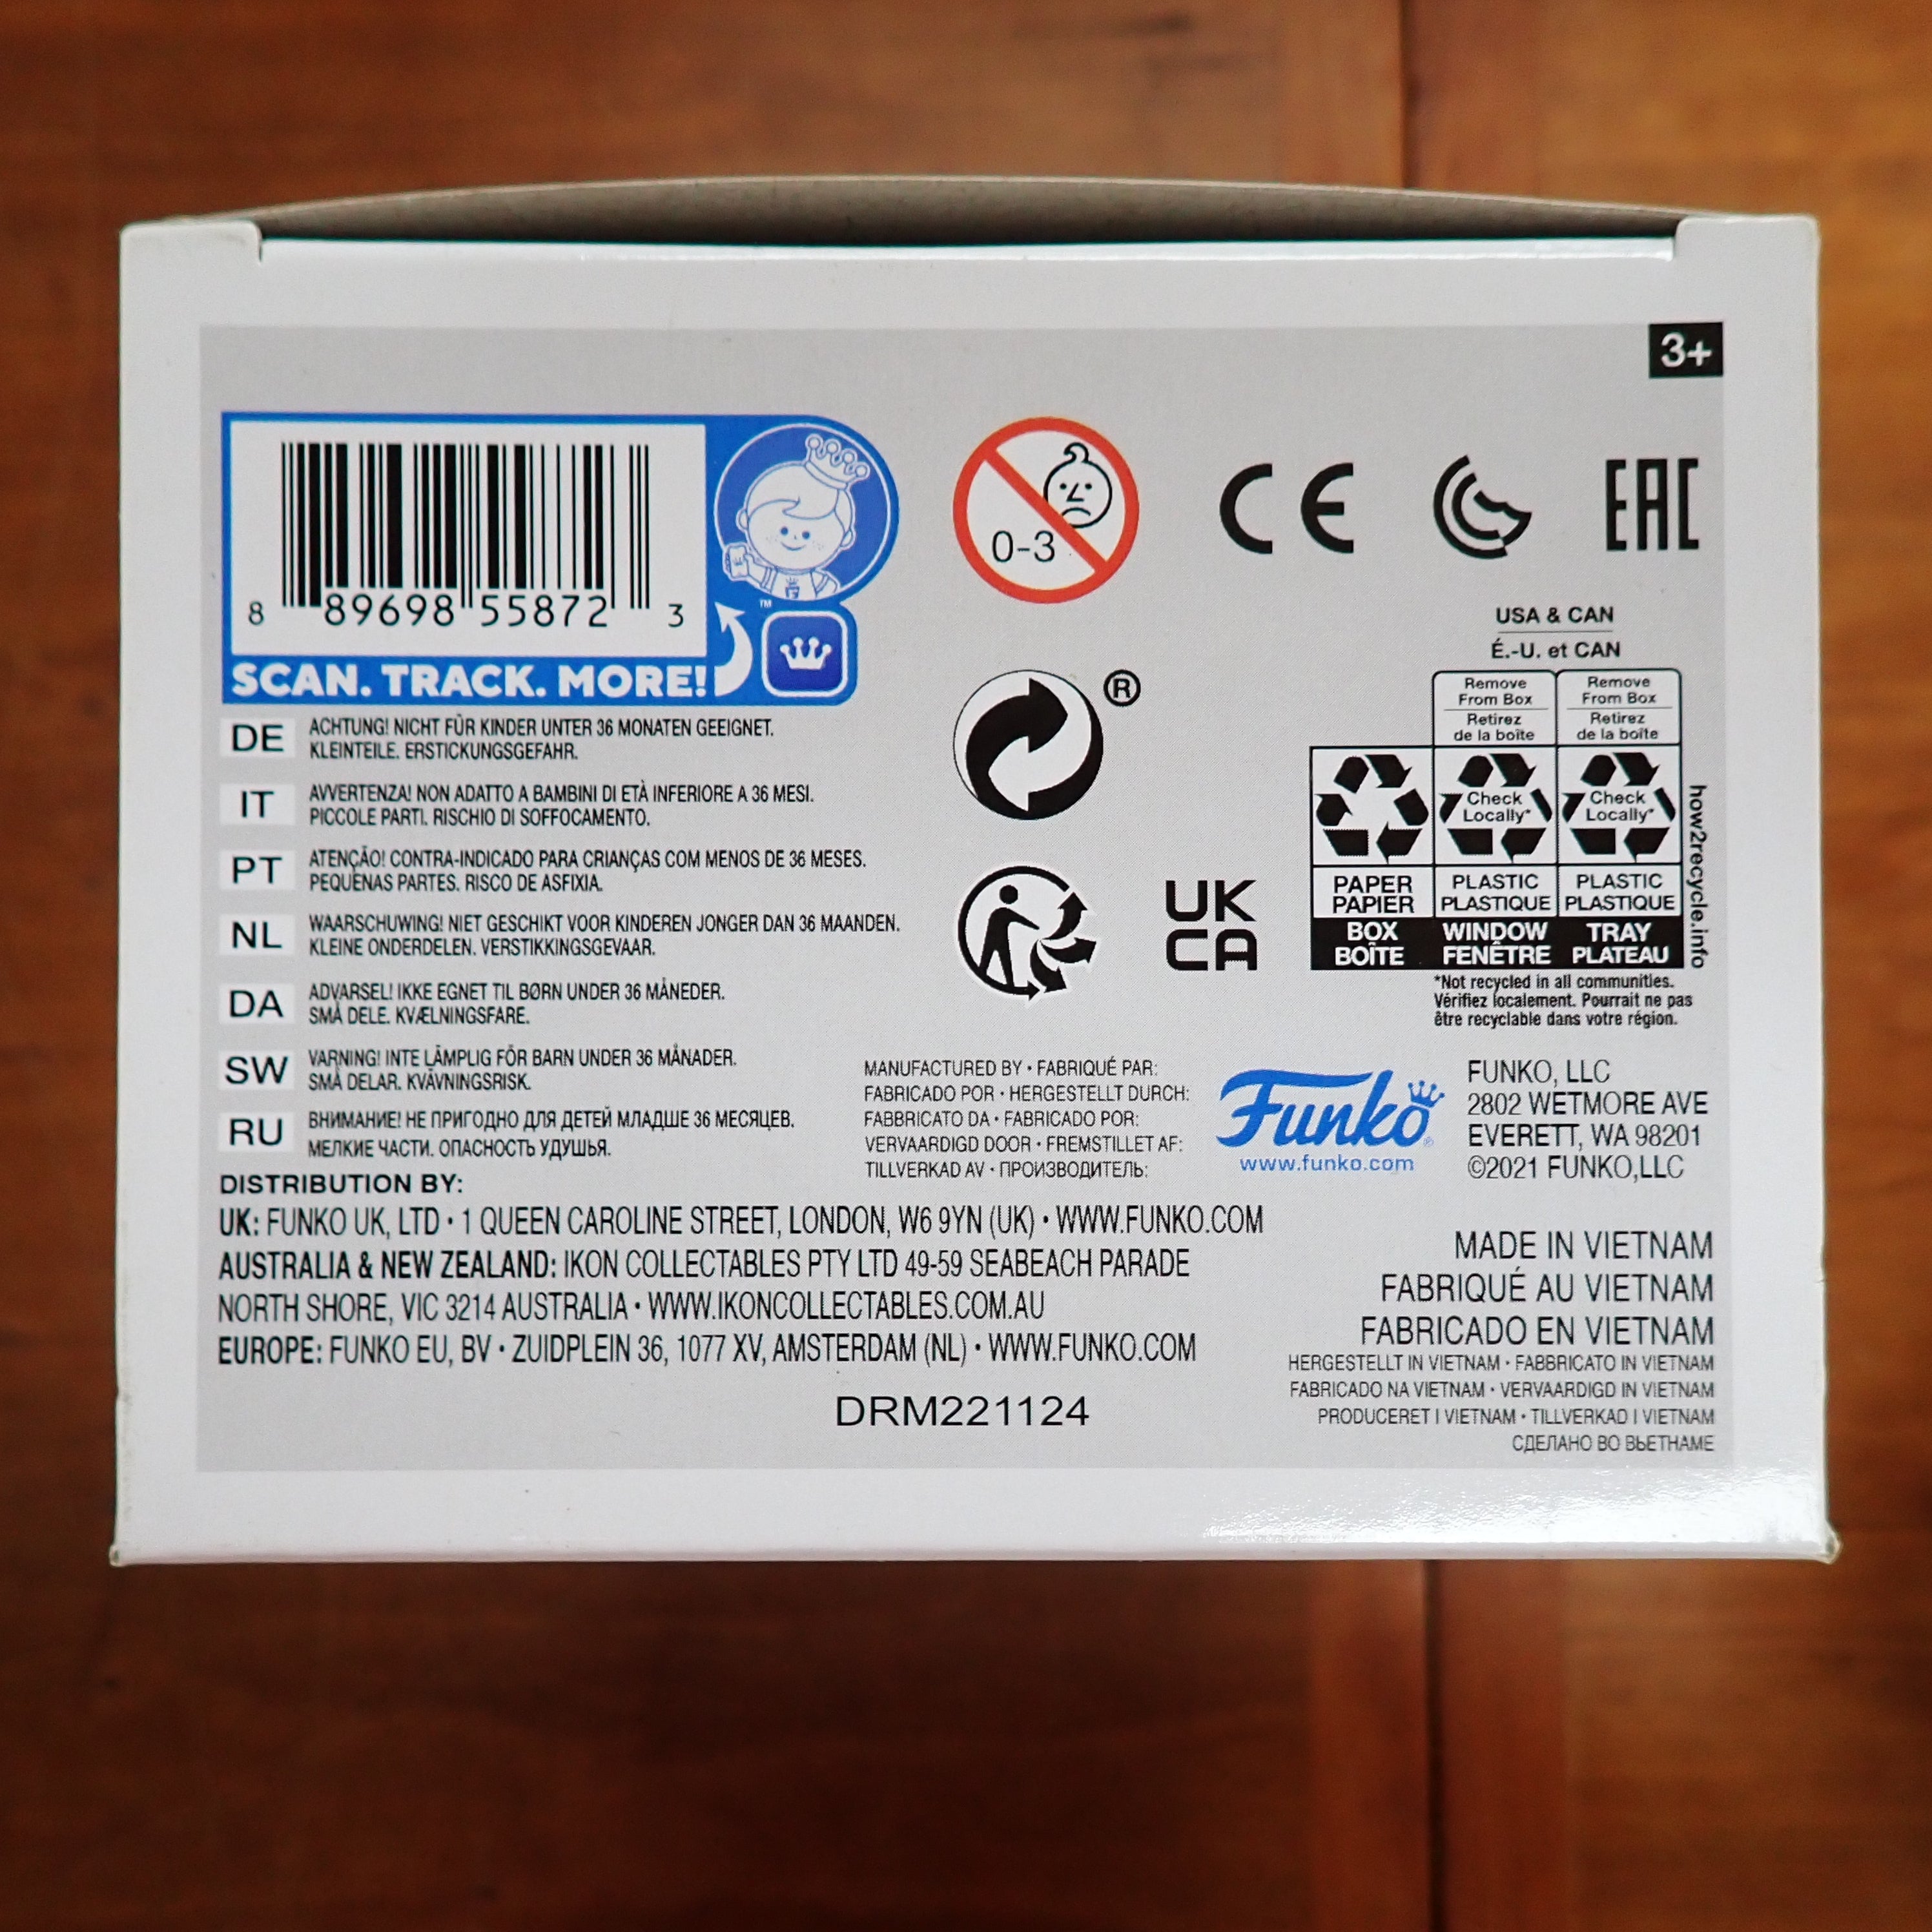 3+
8 89698 55872 3
™
SCAN. TRACK. MORE!
0-3
CE
EAC
®
UK
CA
USA & CAN
É.-U. et CAN
Remove
From Box
Retirez
de la boîte
Remove
From Box
Retirez
de la boîte
Check
Locally*
Check
Locally*
PAPER
PAPIER
PLASTIC
PLASTIQUE
PLASTIC
PLASTIQUE
BOX
BOÎTE
WINDOW
FENÊTRE
TRAY
PLATEAU
how2recycle.info
*Not recycled in all communities.
Vérifiez localement. Pourrait ne pas
être recyclable dans votre région.
DE ACHTUNG! NICHT FÜR KINDER UNTER 36 MONATEN GEEIGNET.
KLEINTEILE. ERSTICKUNGSGEFAHR.
IT AVVERTENZA! NON ADATTO A BAMBINI DI ETÀ INFERIORE A 36 MESI.
PICCOLE PARTI. RISCHIO DI SOFFOCAMENTO.
PT ATENÇÃO! CONTRA-INDICADO PARA CRIANÇAS COM MENOS DE 36 MESES.
PEQUENAS PARTES. RISCO DE ASFIXIA.
NL WAARSCHUWING! NIET GESCHIKT VOOR KINDEREN JONGER DAN 36 MAANDEN.
KLEINE ONDERDELEN. VERSTIKKINGSGEVAAR.
DA ADVARSEL! IKKE EGNET TIL BØRN UNDER 36 MÅNEDER.
SMÅ DELE. KVÆLNINGSFARE.
SW VARNING! INTE LÄMPLIG FÖR BARN UNDER 36 MÅNADER.
SMÅ DELAR. KVÄVNINGSRISK.
RU ВНИМАНИЕ! НЕ ПРИГОДНО ДЛЯ ДЕТЕЙ МЛАДШЕ 36 МЕСЯЦЕВ.
МЕЛКИЕ ЧАСТИ. ОПАСНОСТЬ УДУШЬЯ.
MANUFACTURED BY • FABRIQUÉ PAR:
FABRICADO POR • HERGESTELLT DURCH:
FABBRICATO DA • FABRICADO POR:
VERVAARDIGD DOOR • FREMSTILLET AF:
TILLVERKAD AV • ПРОИЗВОДИТЕЛЬ:
Funko®
www.funko.com
FUNKO, LLC
2802 WETMORE AVE
EVERETT, WA 98201
©2021 FUNKO,LLC
DISTRIBUTION BY:
UK: FUNKO UK, LTD • 1 QUEEN CAROLINE STREET, LONDON, W6 9YN (UK) • WWW.FUNKO.COM
AUSTRALIA & NEW ZEALAND: IKON COLLECTABLES PTY LTD 49-59 SEABEACH PARADE
NORTH SHORE, VIC 3214 AUSTRALIA • WWW.IKONCOLLECTABLES.COM.AU
EUROPE: FUNKO EU, BV • ZUIDPLEIN 36, 1077 XV, AMSTERDAM (NL) • WWW.FUNKO.COM
DRM221124
MADE IN VIETNAM
FABRIQUÉ AU VIETNAM
FABRICADO EN VIETNAM
HERGESTELLT IN VIETNAM • FABBRICATO IN VIETNAM
FABRICADO NA VIETNAM • VERVAARDIGD IN VIETNAM
PRODUCERET I VIETNAM • TILLVERKAD I VIETNAM
СДЕЛАНО ВО ВЬЕТНАМЕ